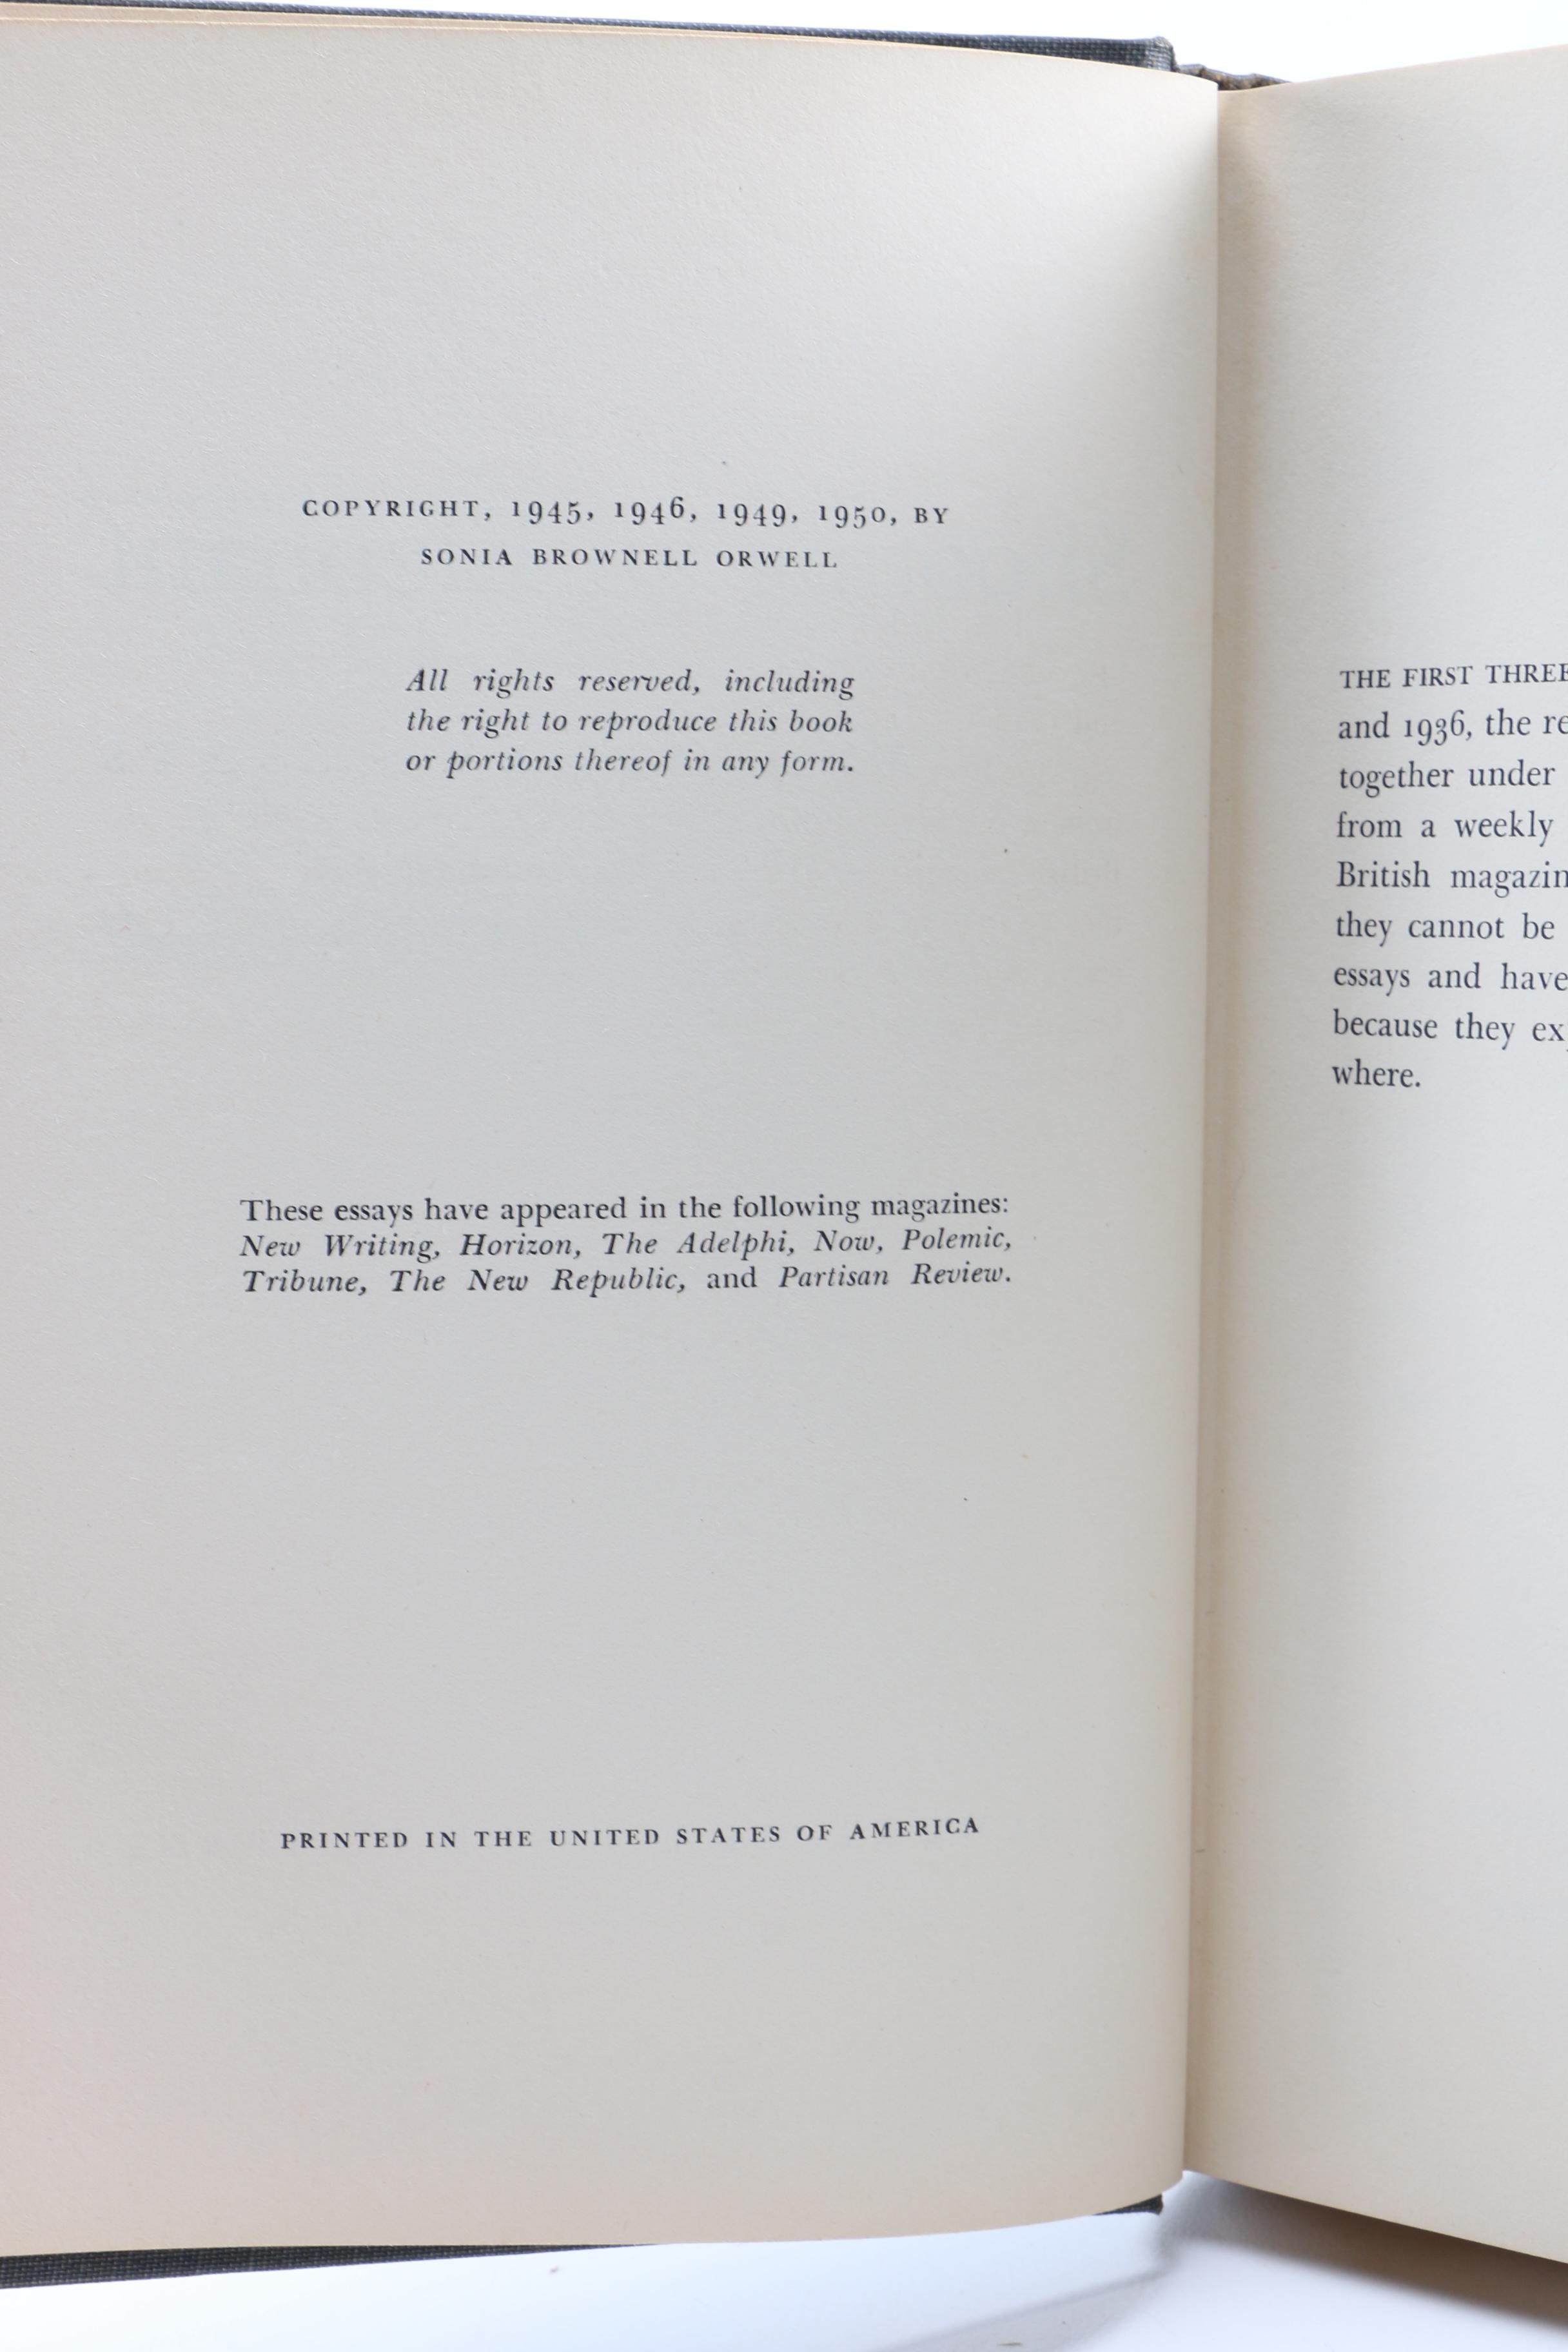 COPYRIGHT, 1945, 1946, 1949, 1950, BY
SONIA BROWNELL ORWELL
All rights reserved, including
the right to reproduce this book
or portions thereof in any form.
These essays have appeared in the following magazines:
New Writing, Horizon, The Adelphi, Now, Polemic,
Tribune, The New Republic, and Partisan Review.
PRINTED IN THE UNITED STATES OF AMERICA
THE FIRST THREE
and 1936, the
together under
from a weekly
British
they cannot be
essays and have
because they
where.